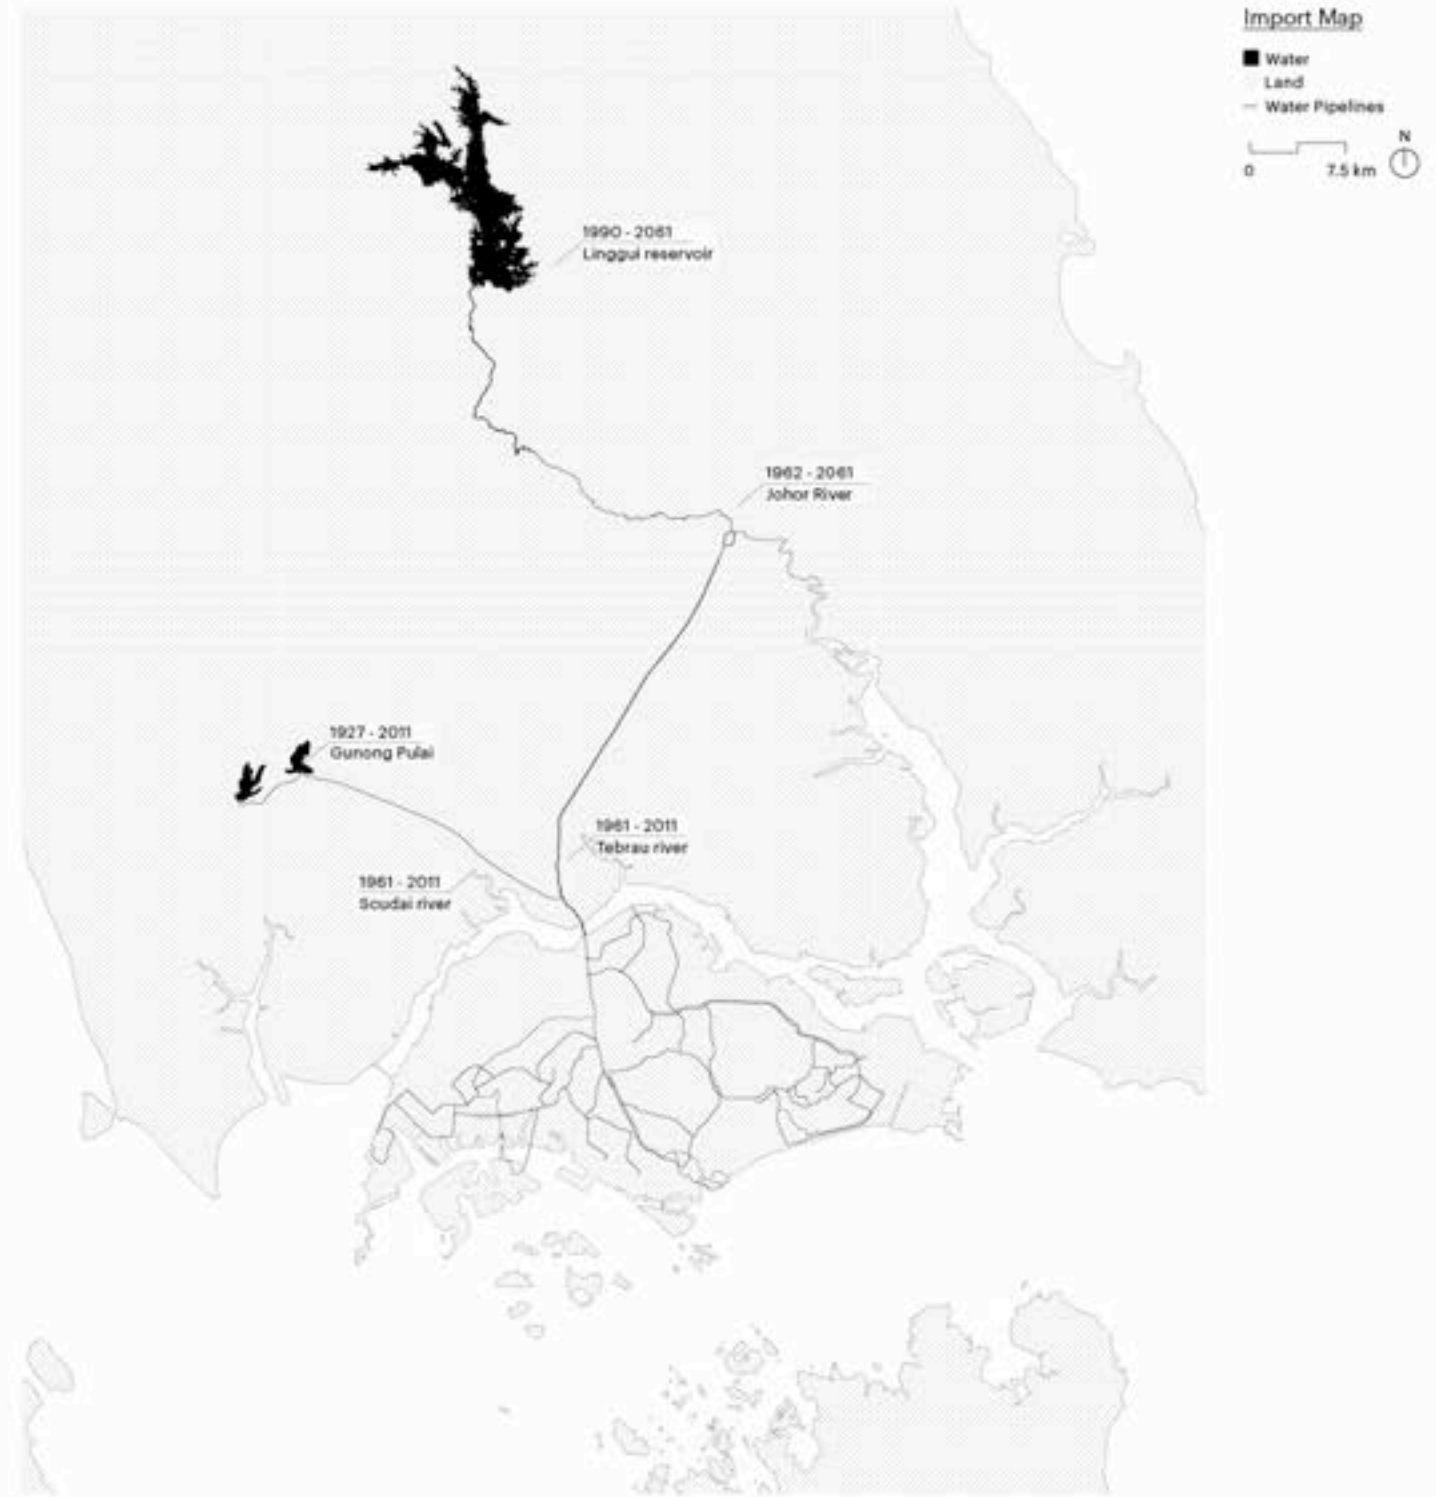 Import Map
Water
Land
Water Pipelines
N
0 7.5 km
1990 - 2061
Linggui reservoir
1962 - 2061
Johor River
1927 - 2011
Gunong Pulai
1961 - 2011
Tebrau river
1961 - 2011
Scudai river